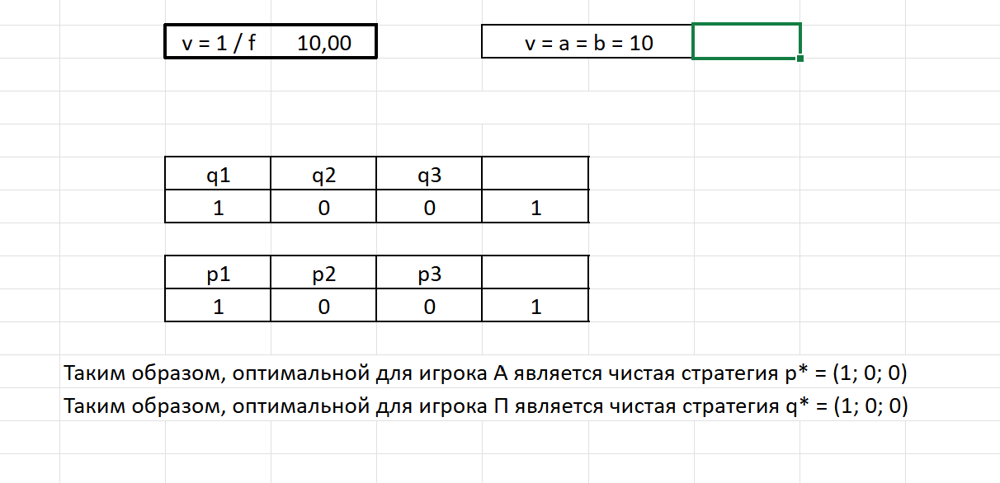 v = 1 / f 10,00 v = a = b = 10
q1 q2 q3
1 0 0 1
p1 p2 p3
1 0 0 1
Таким образом, оптимальной для игрока А является чистая стратегия p* = (1; 0; 0)
Таким образом, оптимальной для игрока П является чистая стратегия q* = (1; 0; 0)